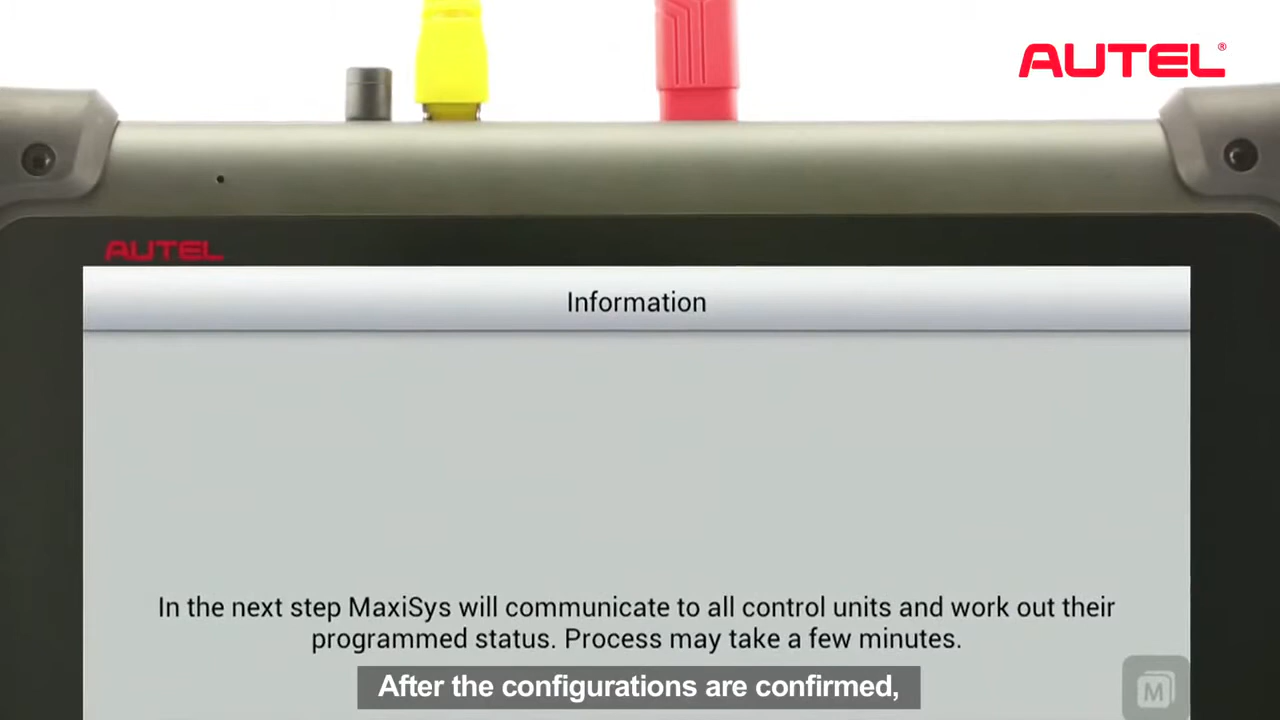 AUTEL®
AUTEL
Information
In the next step MaxiSys will communicate to all control units and work out their
programmed status. Process may take a few minutes.
After the configurations are confirmed,
M